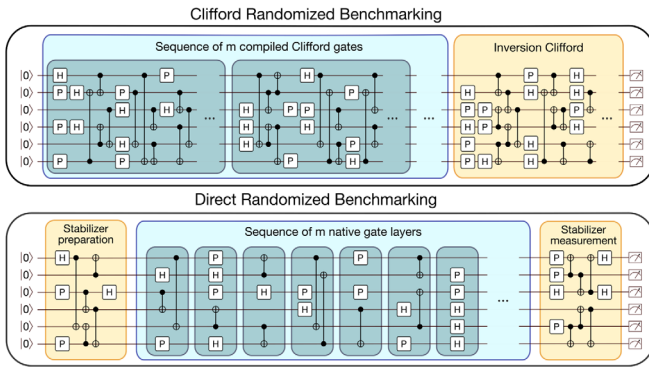 Clifford Randomized Benchmarking
Sequence of m compiled Clifford gates
Inversion Clifford
|0⟩ H P H P H
|0⟩ P H P P H H H
|0⟩ H H P P P P
|0⟩ P H H H H P P P
|0⟩ H H P P H
|0⟩ P P P H P H
... ... ... ...
Direct Randomized Benchmarking
Stabilizer preparation
Sequence of m native gate layers
Stabilizer measurement
|0⟩ H P P P P H
|0⟩ H P P P
|0⟩ P H P P H P H H H
|0⟩ H H H
|0⟩ H P
|0⟩ P H P H
...